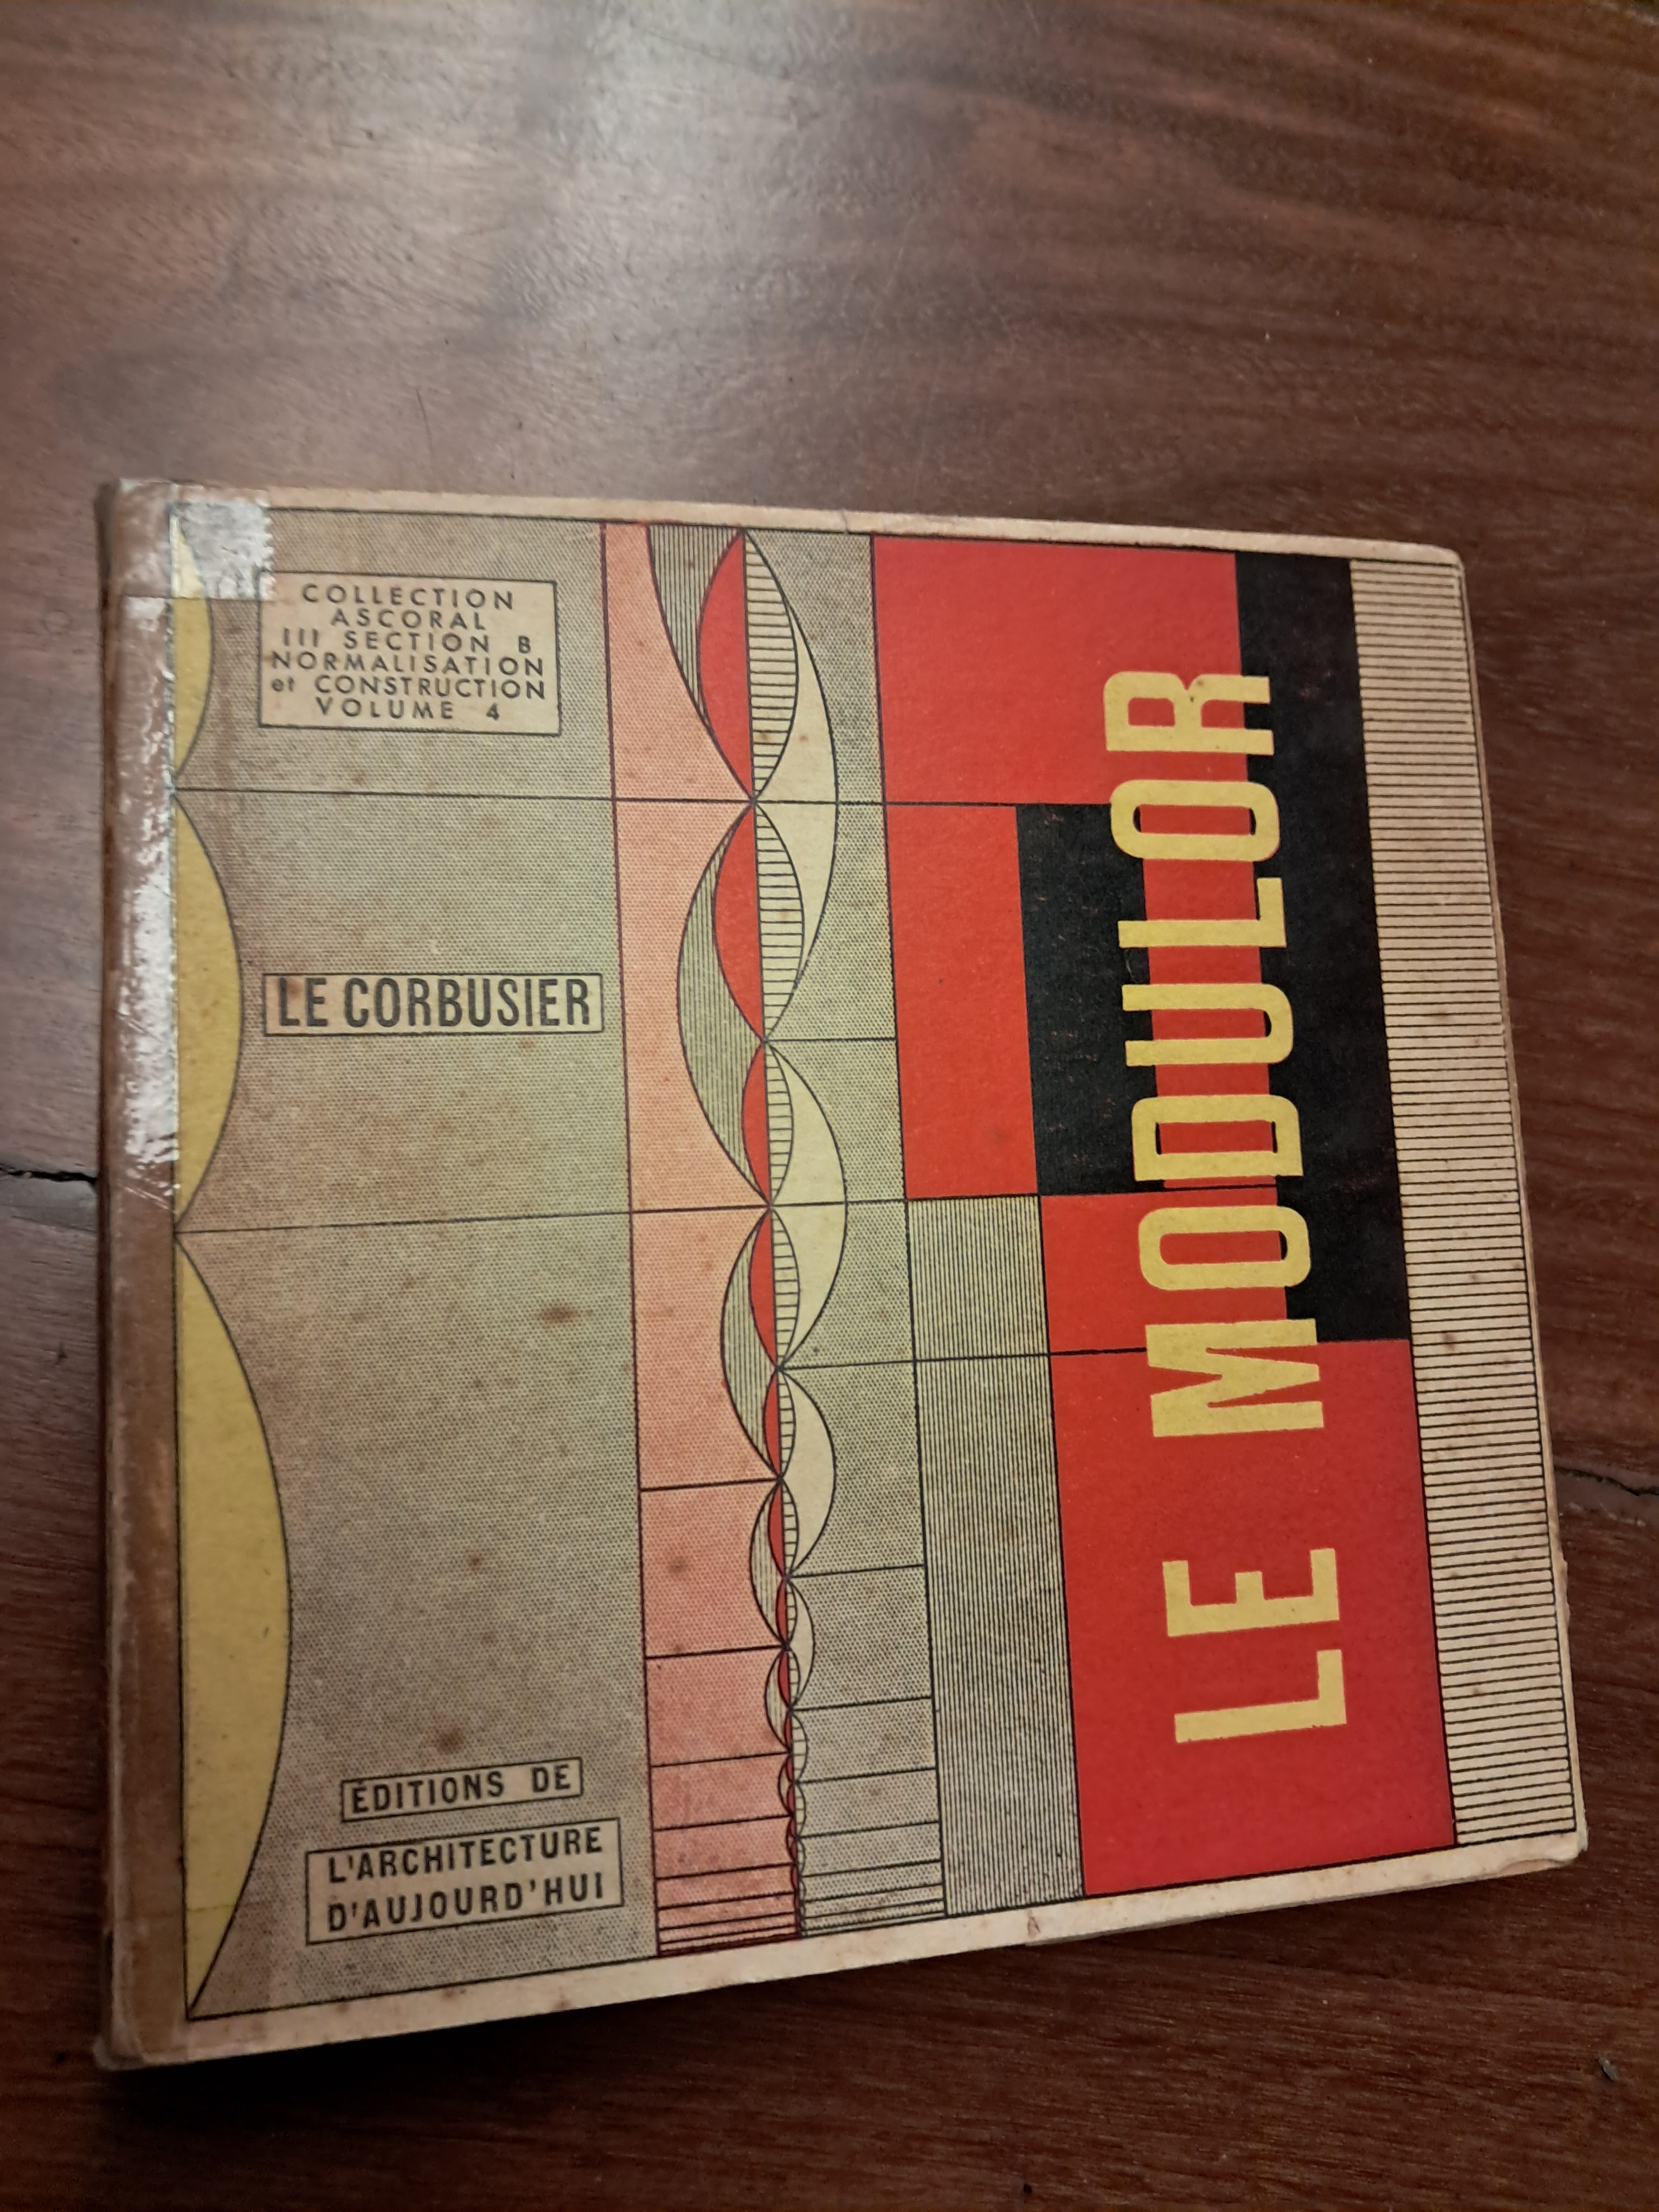 COLLECTION
ASCORAL
III SECTION B
NORMALISATION
et CONSTRUCTION
VOLUME 4
LE CORBUSIER
ÉDITIONS DE
L'ARCHITECTURE
D'AUJOURD'HUI
LE MODULOR